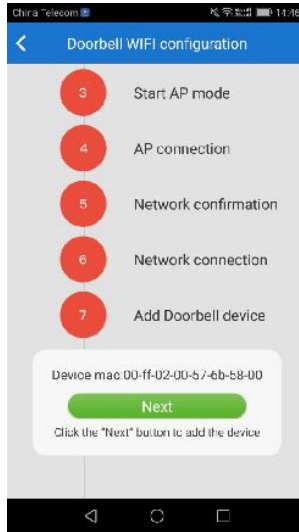 China Telecom 14:46
Doorbell WIFI configuration
3 Start AP mode
4 AP connection
5 Network confirmation
6 Network connection
7 Add Doorbell device
Device mac:00-ff-02-00-57-6b-58-00
Next
Click the "Next" button to add the device